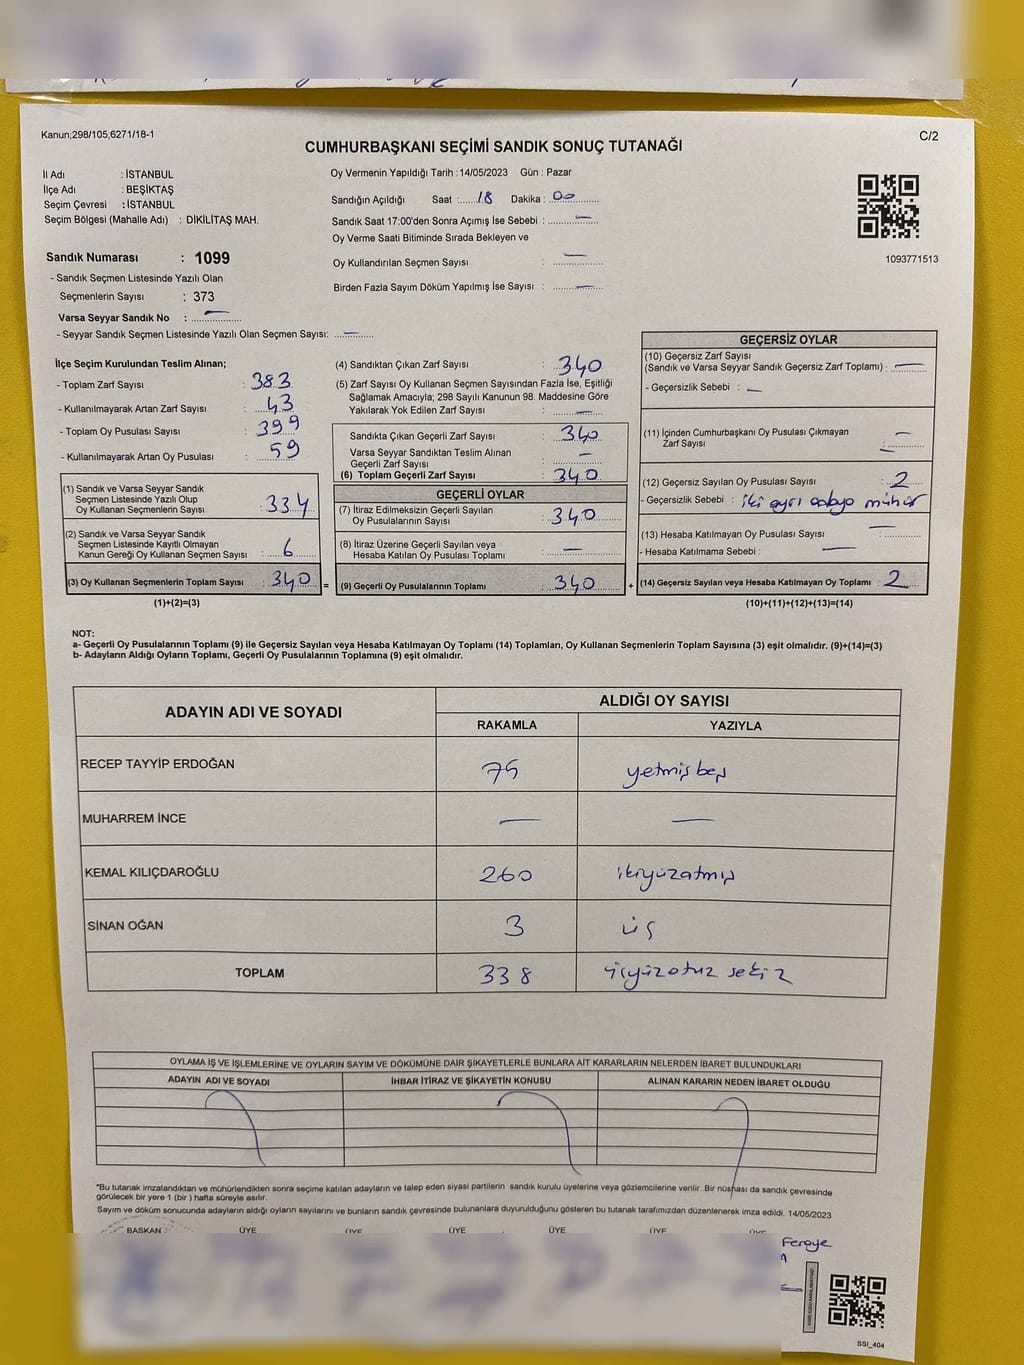 Kanun;298/105;6271/18-1
C/2
CUMHURBAŞKANI SEÇİMİ SANDIK SONUÇ TUTANAĞI
İl Adı : İSTANBUL
İlçe Adı : BEŞİKTAŞ
Seçim Çevresi : İSTANBUL
Seçim Bölgesi (Mahalle Adı) : DİKİLİTAŞ MAH.
Oy Vermenin Yapıldığı Tarih :14/05/2023 Gün : Pazar
Sandığın Açıldığı Saat :.....18 Dakika : 00
Sandık Saat 17:00'den Sonra Açımış İse Sebebi : —
Oy Verme Saati Bitiminde Sırada Bekleyen ve
Oy Kullandırılan Seçmen Sayısı : —
Birden Fazla Sayım Döküm Yapılmış İse Sayısı : —
1093771513
Sandık Numarası : 1099
- Sandık Seçmen Listesinde Yazılı Olan
Seçmenlerin Sayısı : 373
Varsa Seyyar Sandık No : —
- Seyyar Sandık Seçmen Listesinde Yazılı Olan Seçmen Sayısı: —
İlçe Seçim Kurulundan Teslim Alınan;
- Toplam Zarf Sayısı : 383
- Kullanılmayarak Artan Zarf Sayısı : 43
- Toplam Oy Pusulası Sayısı : 399
- Kullanılmayarak Artan Oy Pusulası : 59
(1) Sandık ve Varsa Seyyar Sandık
Seçmen Listesinde Yazılı Olup
Oy Kullanan Seçmenlerin Sayısı : 334
(2) Sandık ve Varsa Seyyar Sandık
Seçmen Listesinde Kayıtlı Olmayan
Kanun Gereği Oy Kullanan Seçmen Sayısı : 6
(3) Oy Kullanan Seçmenlerin Toplam Sayısı : 340
(1)+(2)=(3)
(4) Sandıktan Çıkan Zarf Sayısı : 340
(5) Zarf Sayısı Oy Kullanan Seçmen Sayısından Fazla İse, Eşitliği
Sağlamak Amacıyla; 298 Sayılı Kanunun 98. Maddesine Göre
Yakılarak Yok Edilen Zarf Sayısı : —
Sandıkta Çıkan Geçerli Zarf Sayısı : 340
Varsa Seyyar Sandıktan Teslim Alınan
Geçerli Zarf Sayısı : —
(6) Toplam Geçerli Zarf Sayısı : 340
GEÇERLİ OYLAR
(7) İtiraz Edilmeksizin Geçerli Sayılan
Oy Pusulalarının Sayısı : 340
(8) İtiraz Üzerine Geçerli Sayılan veya
Hesaba Katılan Oy Pusulası Toplamı : —
= (9) Geçerli Oy Pusulalarının Toplamı : 340 +
GEÇERSİZ OYLAR
(10) Geçersiz Zarf Sayısı
(Sandık ve Varsa Seyyar Sandık Geçersiz Zarf Toplamı) : —
- Geçersizlik Sebebi : —
(11) İçinden Cumhurbaşkanı Oy Pusulası Çıkmayan
Zarf Sayısı : —
(12) Geçersiz Sayılan Oy Pusulası Sayısı : 2
- Geçersizlik Sebebi : iki ayrı adaya mühür
(13) Hesaba Katılmayan Oy Pusulası Sayısı : —
- Hesaba Katılmama Sebebi : —
(14) Geçersiz Sayılan veya Hesaba Katılmayan Oy Toplamı : 2
(10)+(11)+(12)+(13)=(14)
NOT:
a- Geçerli Oy Pusulalarının Toplamı (9) ile Geçersiz Sayılan veya Hesaba Katılmayan Oy Toplamı (14) Toplamları, Oy Kullanan Seçmenlerin Toplam Sayısına (3) eşit olmalıdır. (9)+(14)=(3)
b- Adayların Aldığı Oyların Toplamı, Geçerli Oy Pusulalarının Toplamına (9) eşit olmalıdır.
ADAYIN ADI VE SOYADI
ALDIĞI OY SAYISI
RAKAMLA YAZIYLA
RECEP TAYYİP ERDOĞAN 75 yetmiş beş
MUHARREM İNCE — —
KEMAL KILIÇDAROĞLU 260 ikiyüzatmış
SİNAN OĞAN 3 üç
TOPLAM 338 üçyüzotuz sekiz
OYLAMA İŞ VE İŞLEMLERİNE VE OYLARIN SAYIM VE DÖKÜMÜNE DAİR ŞİKAYETLERLE BUNLARA AİT KARARLARIN NELERDEN İBARET BULUNDUKLARI
ADAYIN ADI VE SOYADI İHBAR İTİRAZ VE ŞİKAYETİN KONUSU ALINAN KARARIN NEDEN İBARET OLDUĞU
"Bu tutanak imzalandıktan ve mühürlendikten sonra seçime katılan adayların ve talep eden siyasi partilerin sandık kurulu üyelerine veya gözlemcilerine verilir. Bir nüshası da sandık çevresinde
görülecek bir yere 1 (bir ) hafta süreyle asılır.
Sayım ve döküm sonucunda adayların aldığı oyların sayılarını ve bunların sandık çevresinde bulunanlara duyurulduğunu gösteren bu tutanak tarafımızdan düzenlenerek imza edildi. 14/05/2023
BAŞKAN ÜYE ÜYE ÜYE ÜYE ÜYE ÜYE
Feraye
SSI_404